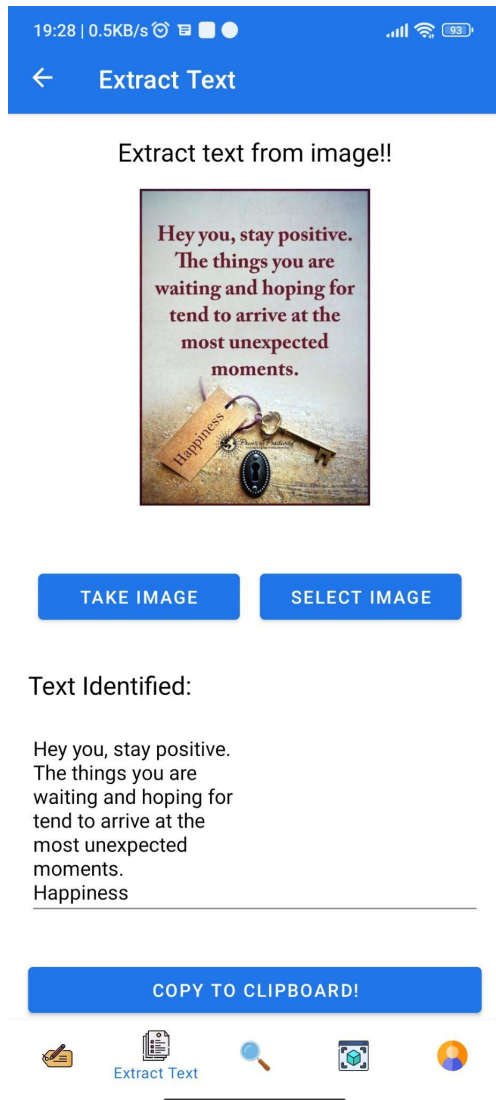 19:28 | 0.5KB/s
93
Extract Text
Extract text from image!!
Hey you, stay positive.
The things you are
waiting and hoping for
tend to arrive at the
most unexpected
moments.
Happiness
Power of Positivity
TAKE IMAGE
SELECT IMAGE
Text Identified:
Hey you, stay positive.
The things you are
waiting and hoping for
tend to arrive at the
most unexpected
moments.
Happiness
COPY TO CLIPBOARD!
Extract Text